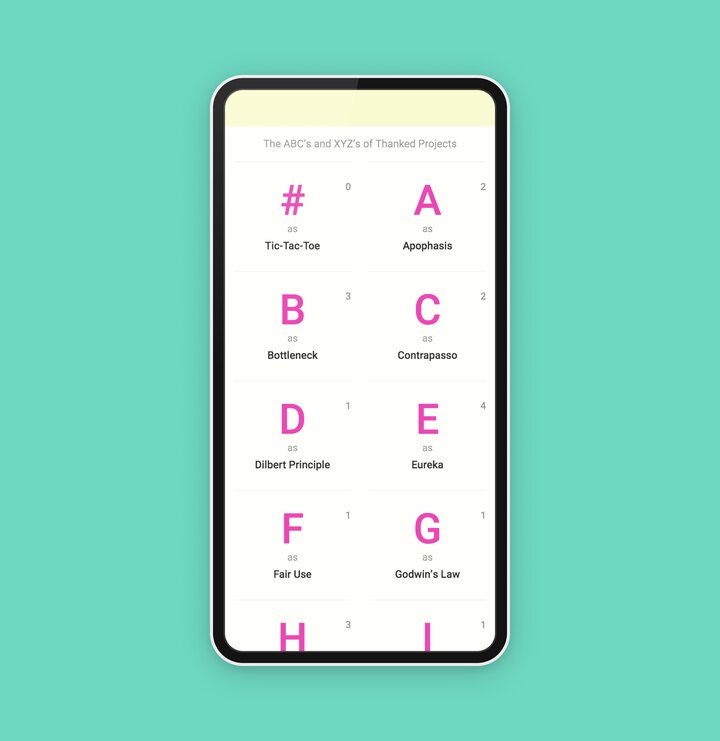 The ABC's and XYZ’s of Thanked Projects
0
#
as
Tic-Tac-Toe
2
A
as
Apophasis
3
B
as
Bottleneck
2
C
as
Contrapasso
1
D
as
Dilbert Principle
4
E
as
Eureka
1
F
as
Fair Use
1
G
as
Godwin’s Law
3
H
1
I